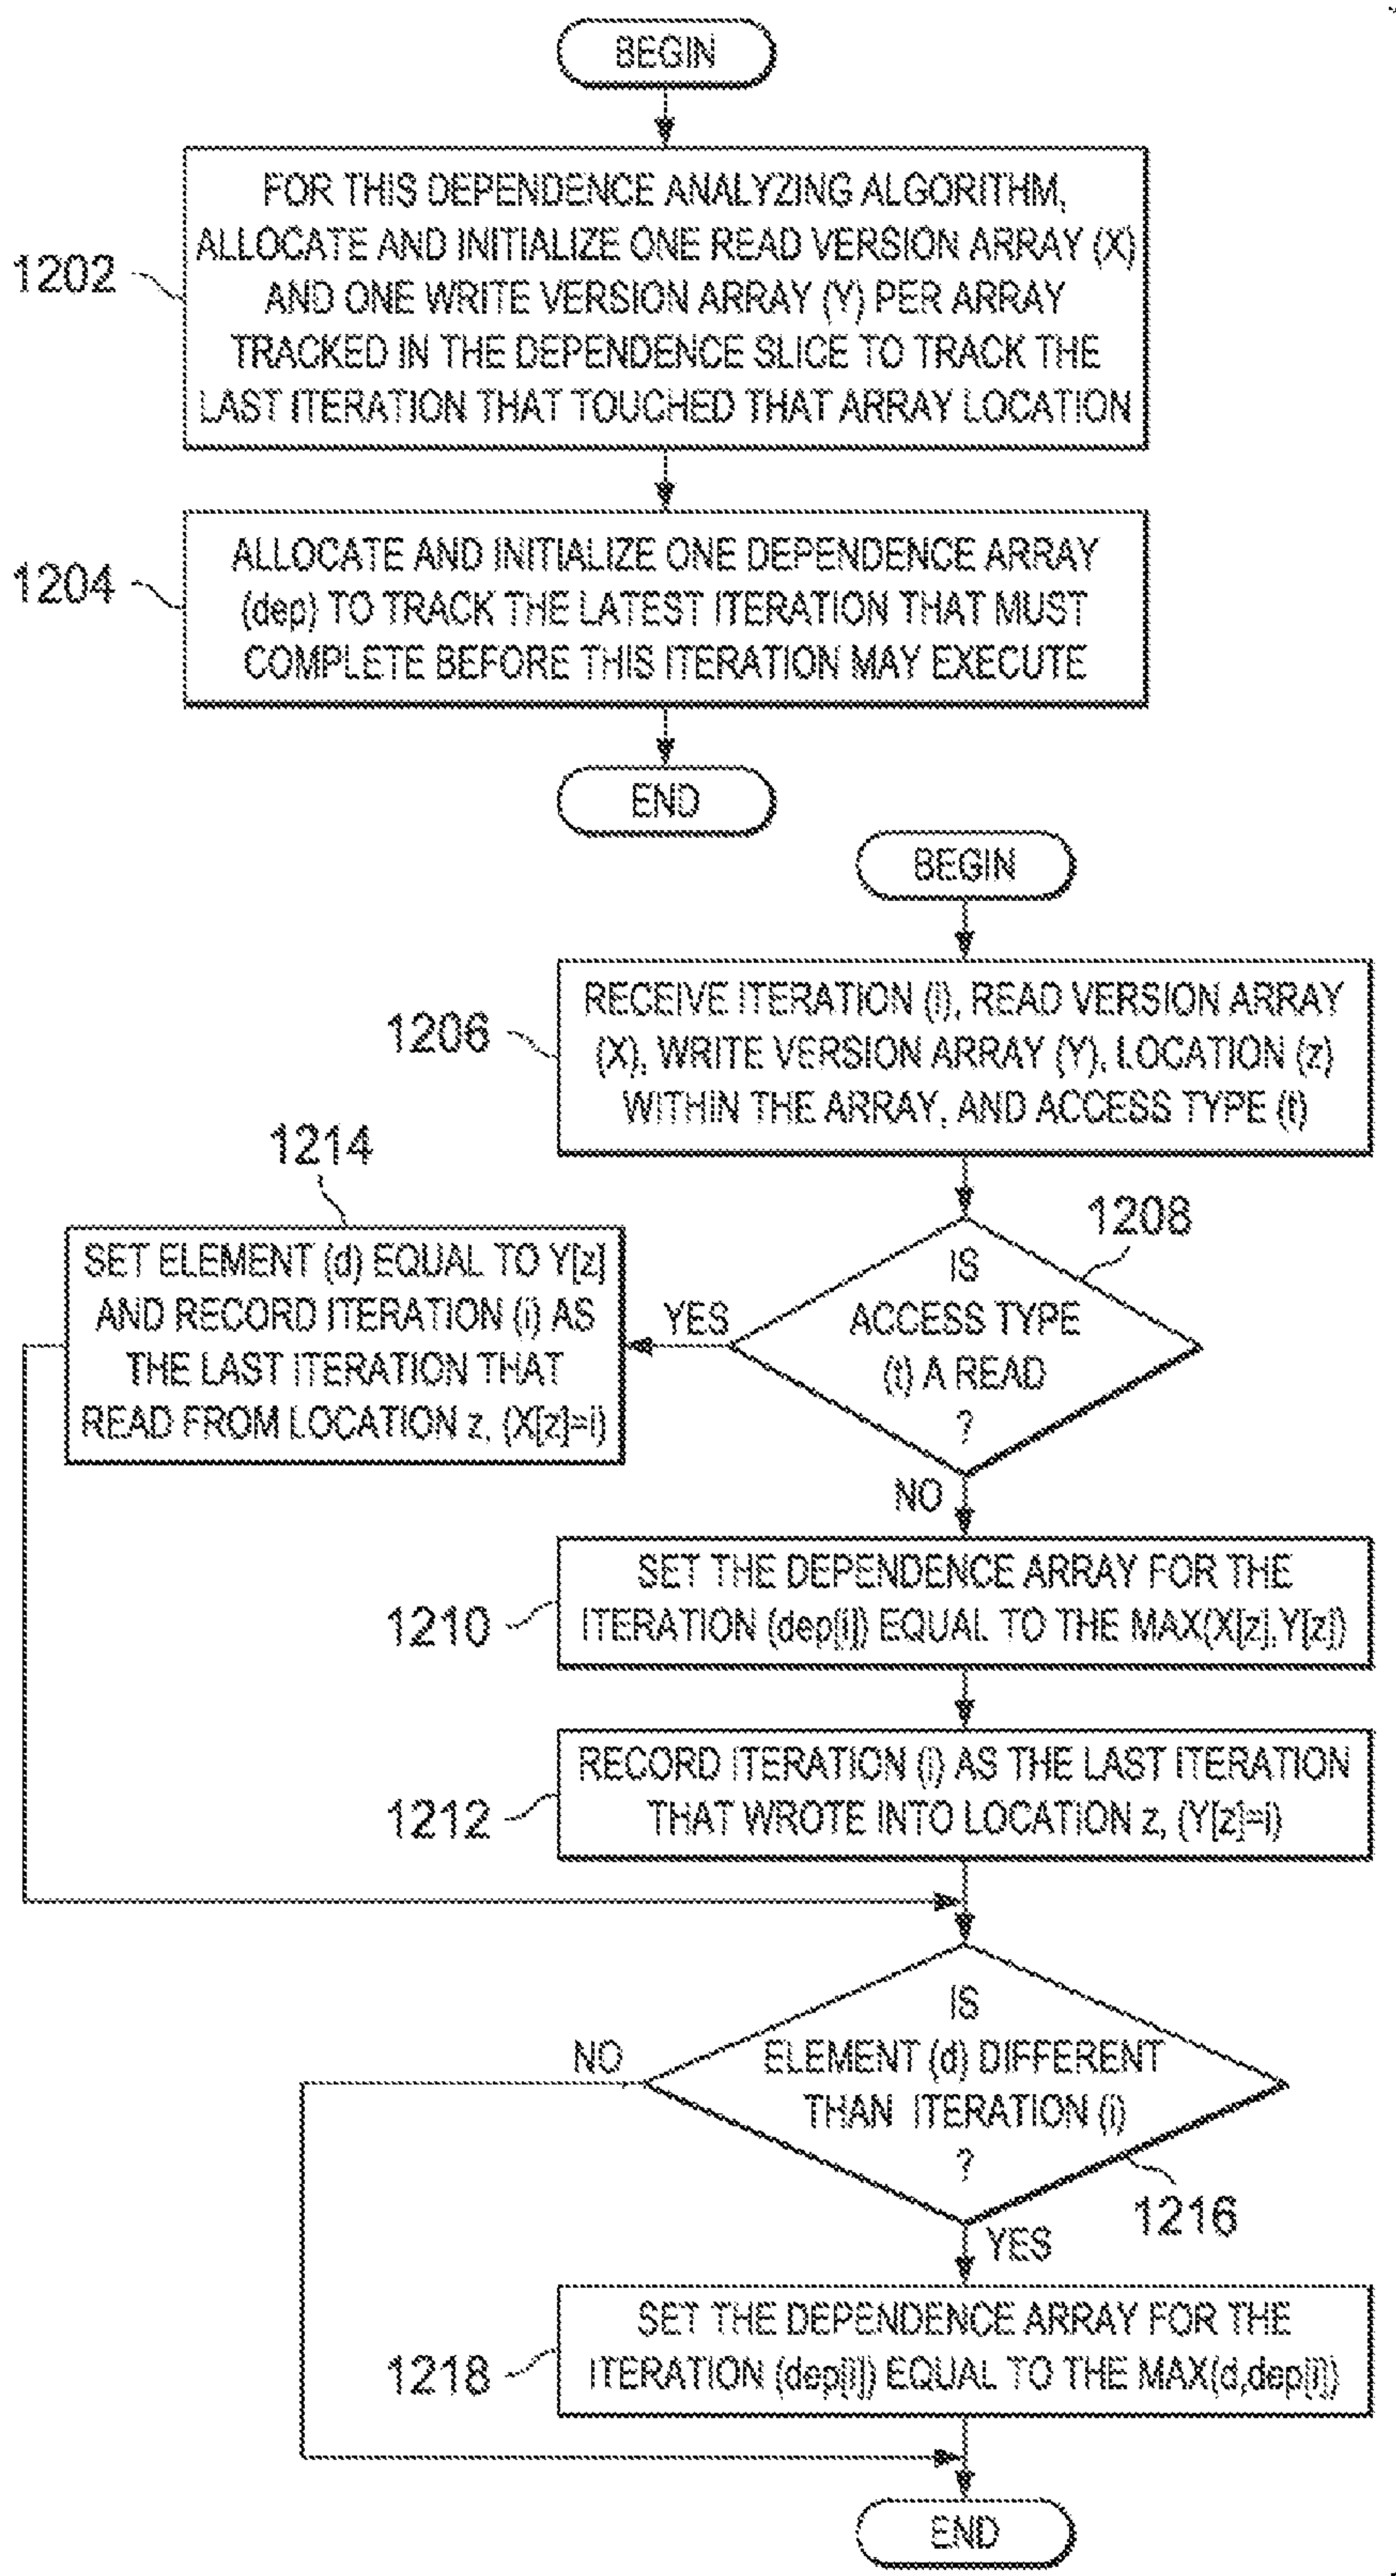 BEGIN
FOR THIS DEPENDENCE ANALYZING ALGORITHM,
ALLOCATE AND INITIALIZE ONE READ VERSION ARRAY (X)
AND ONE WRITE VERSION ARRAY (Y) PER ARRAY
TRACKED IN THE DEPENDENCE SLICE TO TRACK THE
LAST ITERATION THAT TOUCHED THAT ARRAY LOCATION
1202
ALLOCATE AND INITIALIZE ONE DEPENDENCE ARRAY
(dep) TO TRACK THE LATEST ITERATION THAT MUST
COMPLETE BEFORE THIS ITERATION MAY EXECUTE
1204
END
BEGIN
RECEIVE ITERATION (i), READ VERSION ARRAY
(X), WRITE VERSION ARRAY (Y), LOCATION (z)
WITHIN THE ARRAY, AND ACCESS TYPE (t)
1206
1208
IS
ACCESS TYPE
(t) A READ
?
YES
NO
1214
SET ELEMENT (d) EQUAL TO Y[z]
AND RECORD ITERATION (i) AS
THE LAST ITERATION THAT
READ FROM LOCATION z, (X[z]=i)
SET THE DEPENDENCE ARRAY FOR THE
ITERATION (dep[i]) EQUAL TO THE MAX(X[z],Y[z])
1210
RECORD ITERATION (i) AS THE LAST ITERATION
THAT WROTE INTO LOCATION z, (Y[z]=i)
1212
IS
ELEMENT (d) DIFFERENT
THAN ITERATION (i)
?
NO
1216
YES
SET THE DEPENDENCE ARRAY FOR THE
ITERATION (dep[i]) EQUAL TO THE MAX(d,dep[i])
1218
END